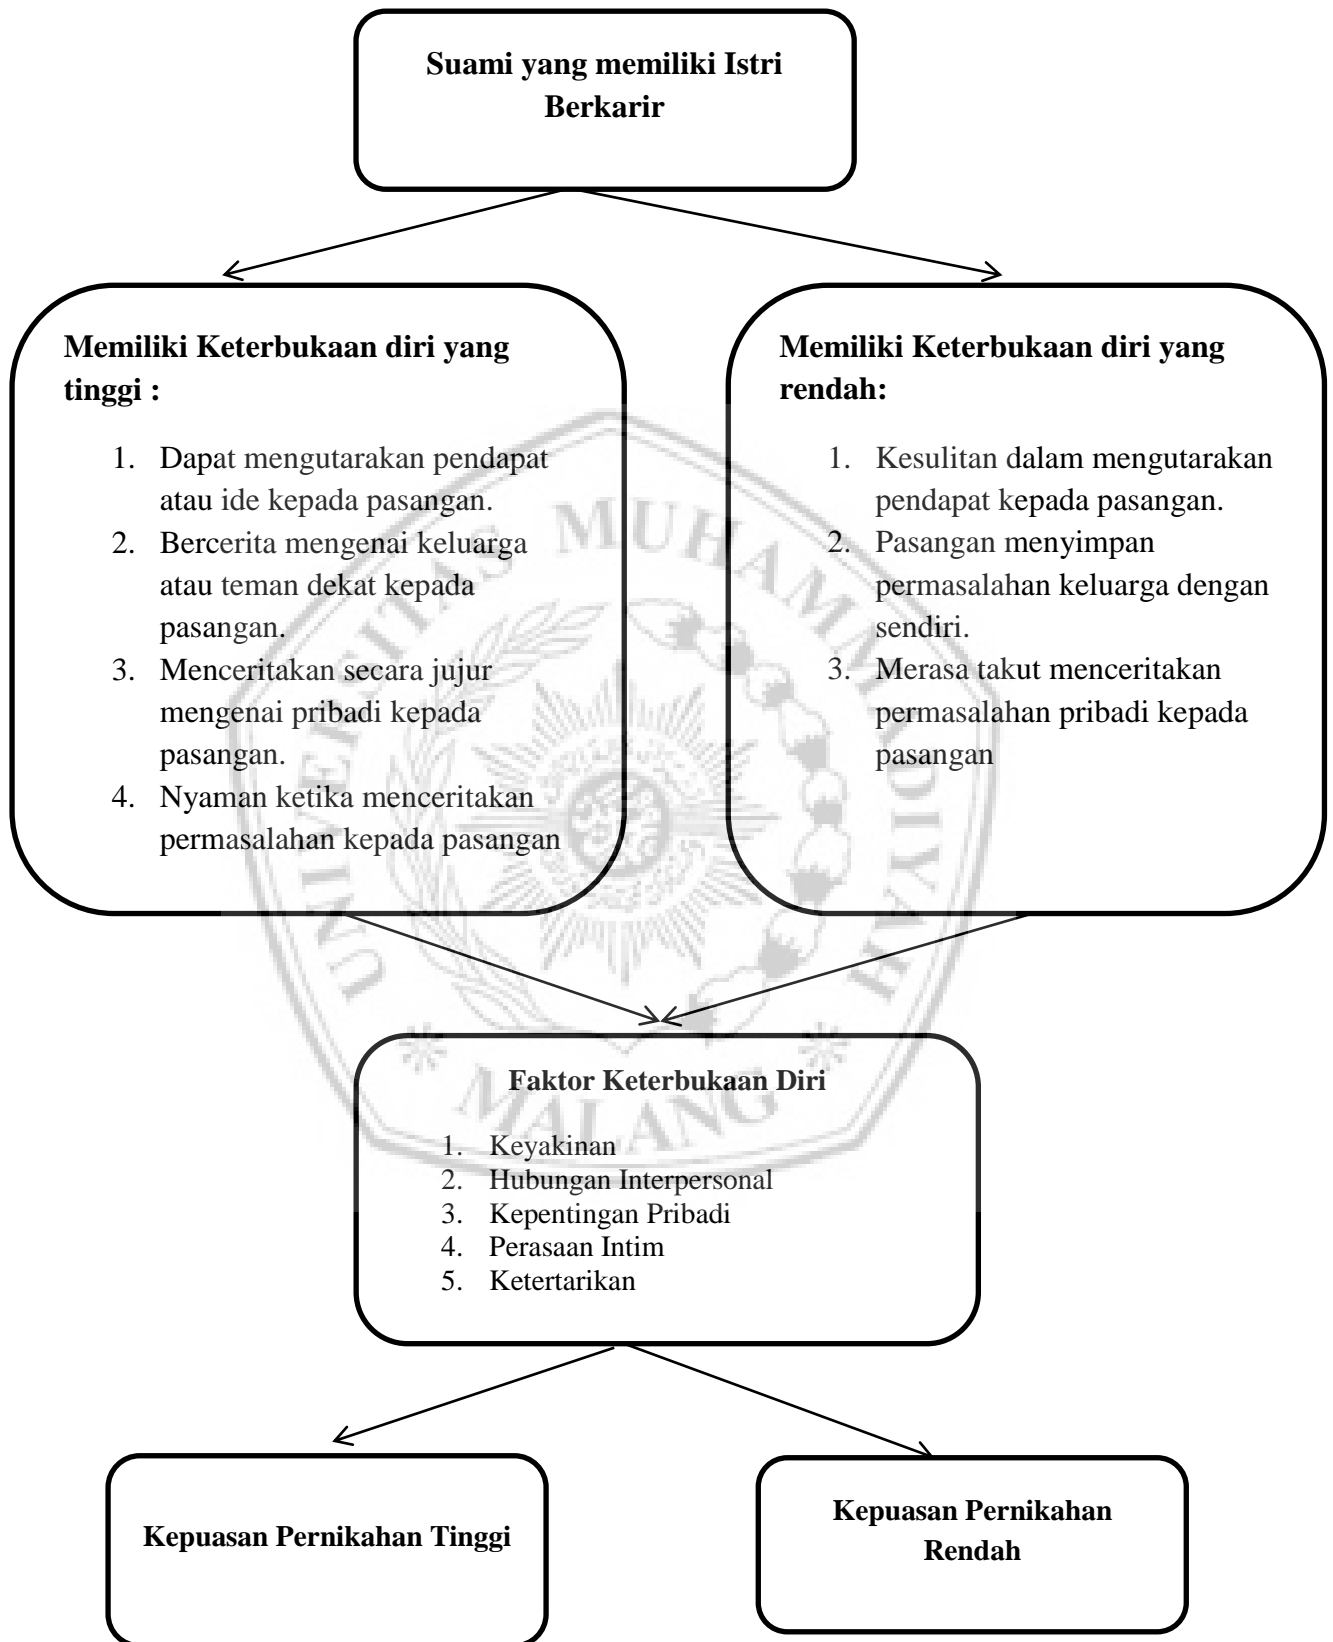 Suami yang memiliki Istri
Berkarir
Memiliki Keterbukaan diri yang
tinggi :
1. Dapat mengutarakan pendapat
atau ide kepada pasangan.
2. Bercerita mengenai keluarga
atau teman dekat kepada
pasangan.
3. Menceritakan secara jujur
mengenai pribadi kepada
pasangan.
4. Nyaman ketika menceritakan
permasalahan kepada pasangan
Memiliki Keterbukaan diri yang
rendah:
1. Kesulitan dalam mengutarakan
pendapat kepada pasangan.
2. Pasangan menyimpan
permasalahan keluarga dengan
sendiri.
3. Merasa takut menceritakan
permasalahan pribadi kepada
pasangan
UNIVERSITAS MUHAMMADIYAH
MALANG
Faktor Keterbukaan Diri
1. Keyakinan
2. Hubungan Interpersonal
3. Kepentingan Pribadi
4. Perasaan Intim
5. Ketertarikan
Kepuasan Pernikahan Tinggi
Kepuasan Pernikahan
Rendah